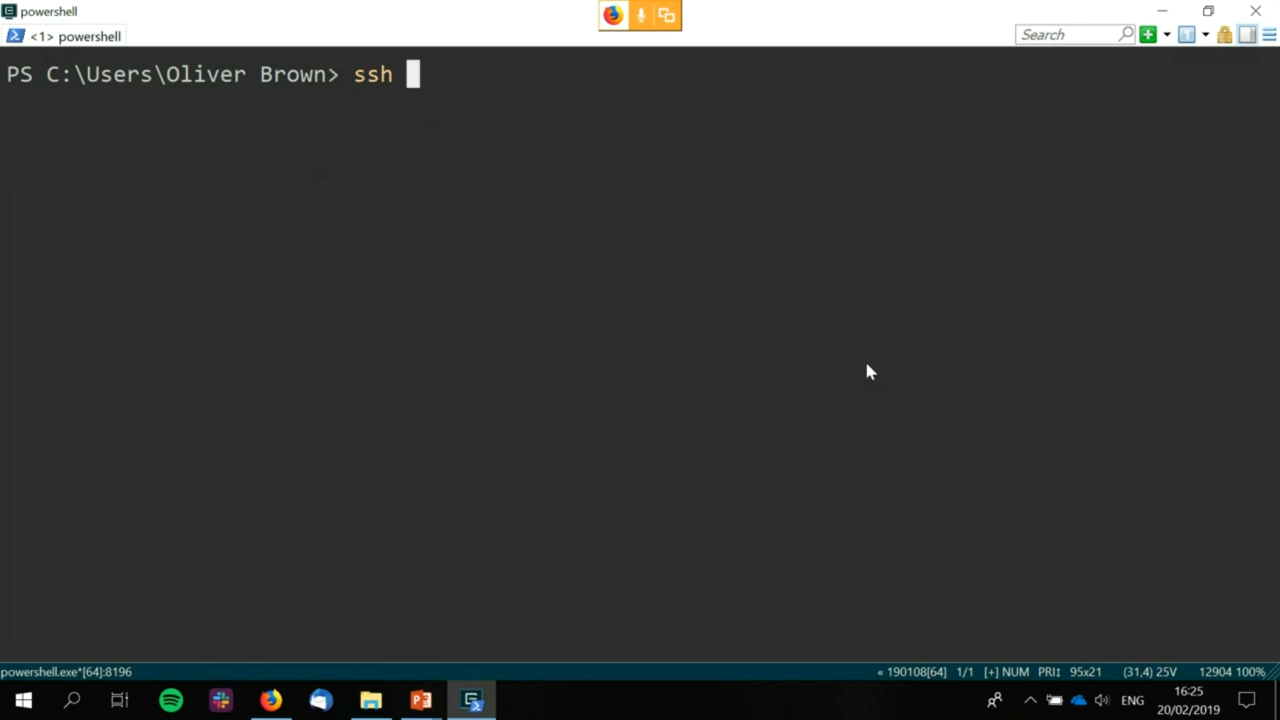 powershell
<1> powershell
Search
PS C:\Users\Oliver Brown> ssh
powershell.exe*[64]:8196
« 190108[64] 1/1 [+] NUM PRI↕ 95x21 (31,4) 25V 12904 100%
ENG
16:25
20/02/2019